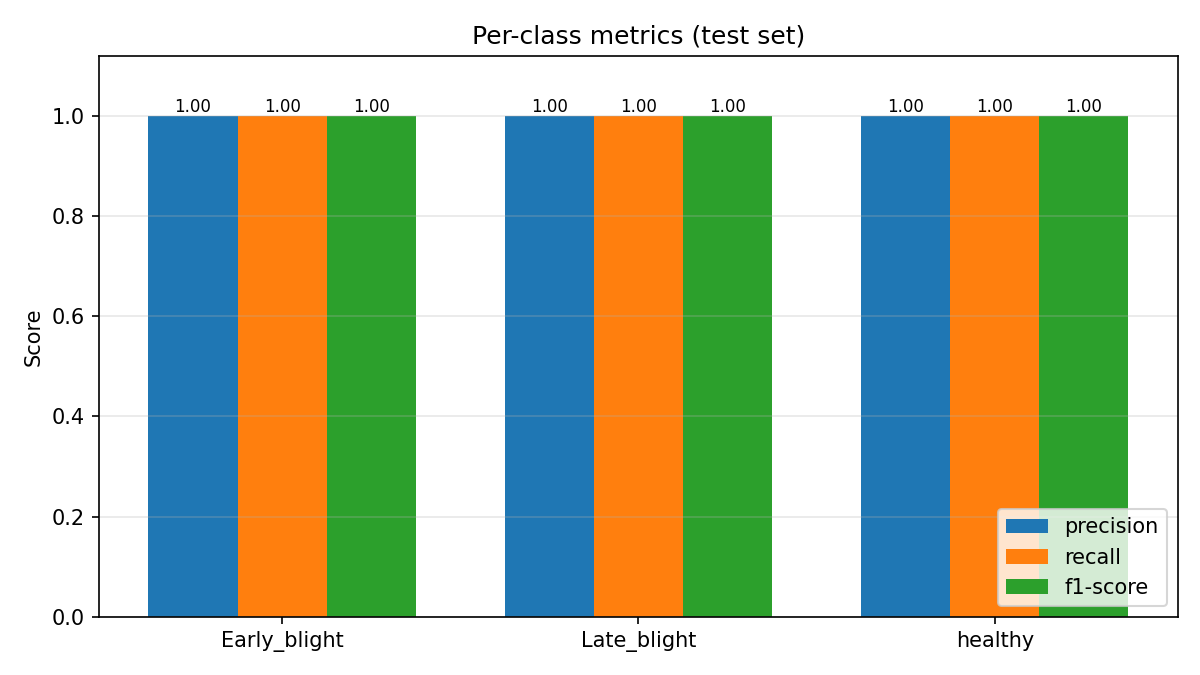 Per-class metrics (test set)
1.00 1.00 1.00 1.00 1.00 1.00 1.00 1.00 1.00
Score
1.0
0.8
0.6
0.4
0.2
0.0
precision
recall
f1-score
Early_blight Late_blight healthy